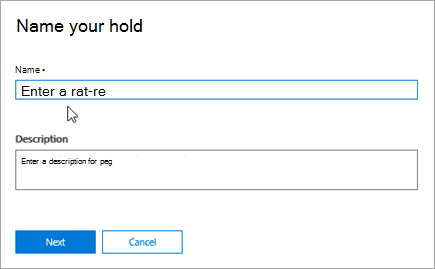 Name your hold
Name •
Enter a rat-re
Description
Enter a description for peg
Next
Cancel